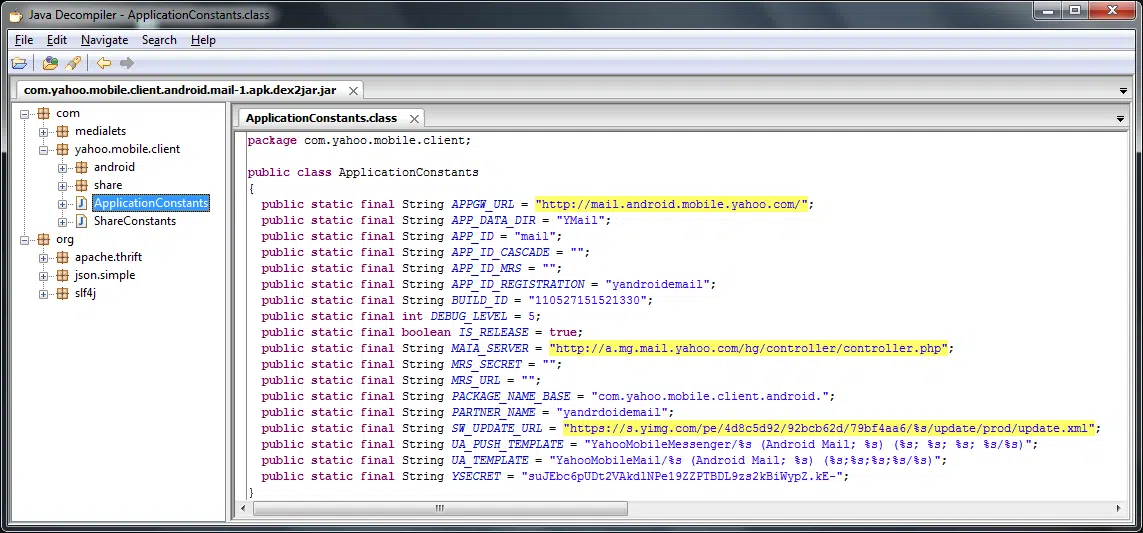 Java Decompiler - ApplicationConstants.class
File Edit Navigate Search Help
com.yahoo.mobile.client.android.mail-1.apk.dex2jar.jar
com
medialets
yahoo.mobile.client
android
share
ApplicationConstants
ShareConstants
org
apache.thrift
json.simple
slf4j
ApplicationConstants.class
package com.yahoo.mobile.client;
public class ApplicationConstants
{
public static final String APPGW_URL = "http://mail.android.mobile.yahoo.com/";
public static final String APP_DATA_DIR = "YMail";
public static final String APP_ID = "mail";
public static final String APP_ID_CASCADE = "";
public static final String APP_ID_MRS = "";
public static final String APP_ID_REGISTRATION = "yandroidemail";
public static final String BUILD_ID = "110527151521330";
public static final int DEBUG_LEVEL = 5;
public static final boolean IS_RELEASE = true;
public static final String MAIA_SERVER = "http://a.mg.mail.yahoo.com/hg/controller/controller.php";
public static final String MRS_SECRET = "";
public static final String MRS_URL = "";
public static final String PACKAGE_NAME_BASE = "com.yahoo.mobile.client.android.";
public static final String PARTNER_NAME = "yandrdoidemail";
public static final String SW_UPDATE_URL = "https://s.yimg.com/pe/4d8c5d92/92bcb62d/79bf4aa6/%s/update/prod/update.xml";
public static final String UA_PUSH_TEMPLATE = "YahooMobileMessenger/%s (Android Mail; %s) (%s; %s; %s; %s/%s)";
public static final String UA_TEMPLATE = "YahooMobileMail/%s (Android Mail; %s) (%s;%s;%s;%s/%s)";
public static final String YSECRET = "suJEbc6pUDt2VAkdlNPe19ZZPTBDL9zs2kBiWypZ.kE-";
}